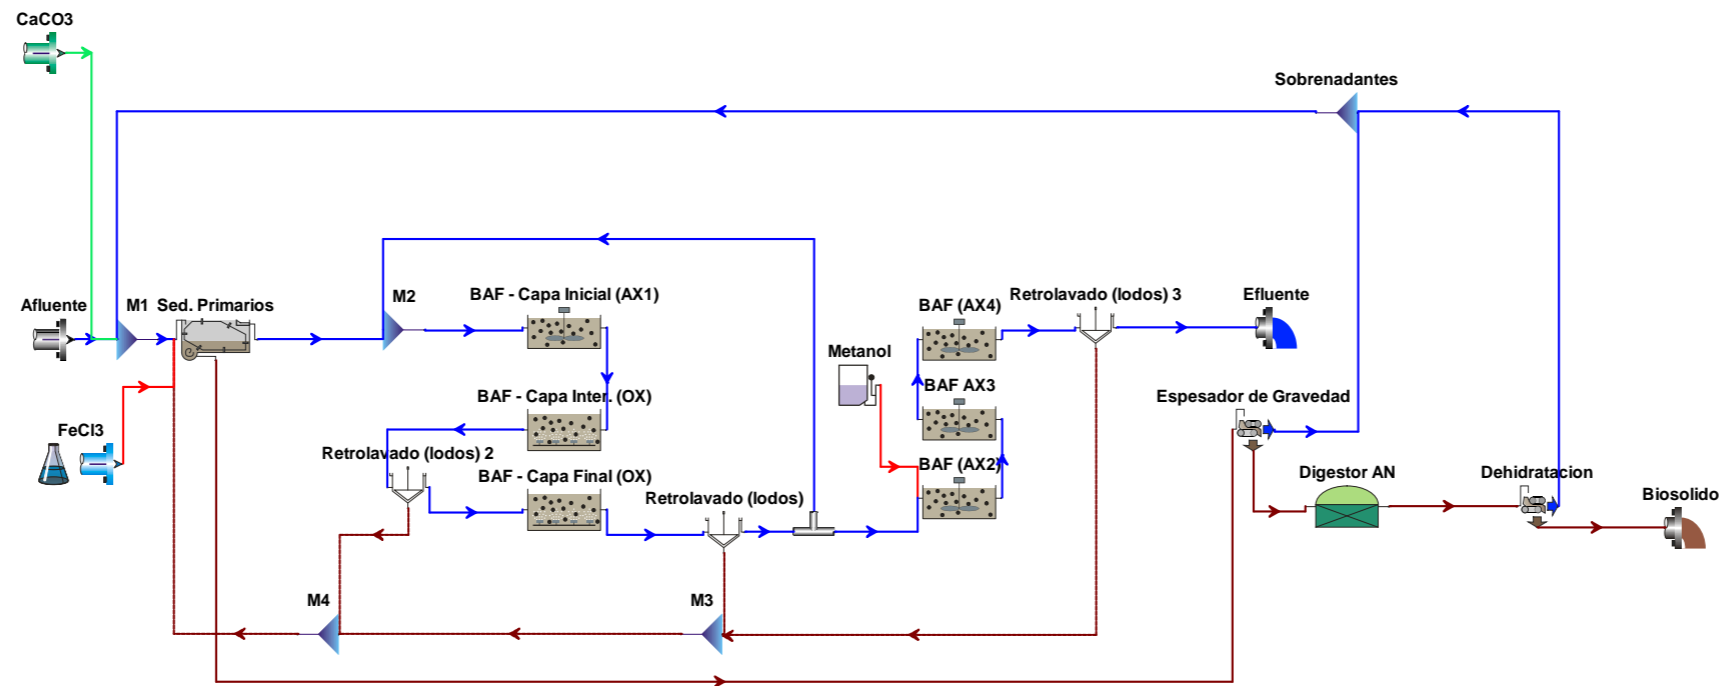 CaCO3
Sobrenadantes
Afluente
M1
Sed. Primarios
M2
BAF - Capa Inicial (AX1)
BAF (AX4)
Retrolavado (lodos) 3
Efluente
Metanol
BAF AX3
BAF - Capa Inter. (OX)
Espesador de Gravedad
FeCl3
Retrolavado (lodos) 2
BAF - Capa Final (OX)
BAF (AX2)
Retrolavado (lodos)
Digestor AN
Dehidratacion
Biosolido
M4
M3